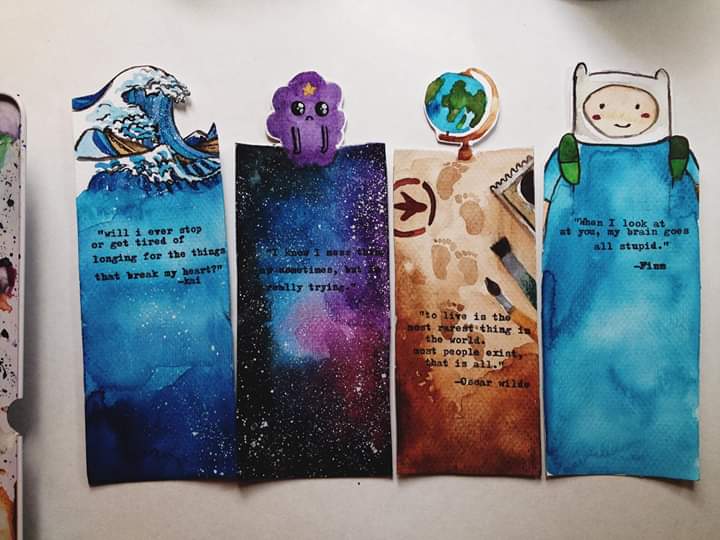 "will i ever stop
or get tired of
longing for the things
that break my heart?"
-kai
"I know I mess
sometimes, but
really trying."
"to live is the
most rarest thing in
the world.
most people exist,
that is all."
-Oscar wilde
"When I look at
at you, my brain goes
all stupid."
-Finn